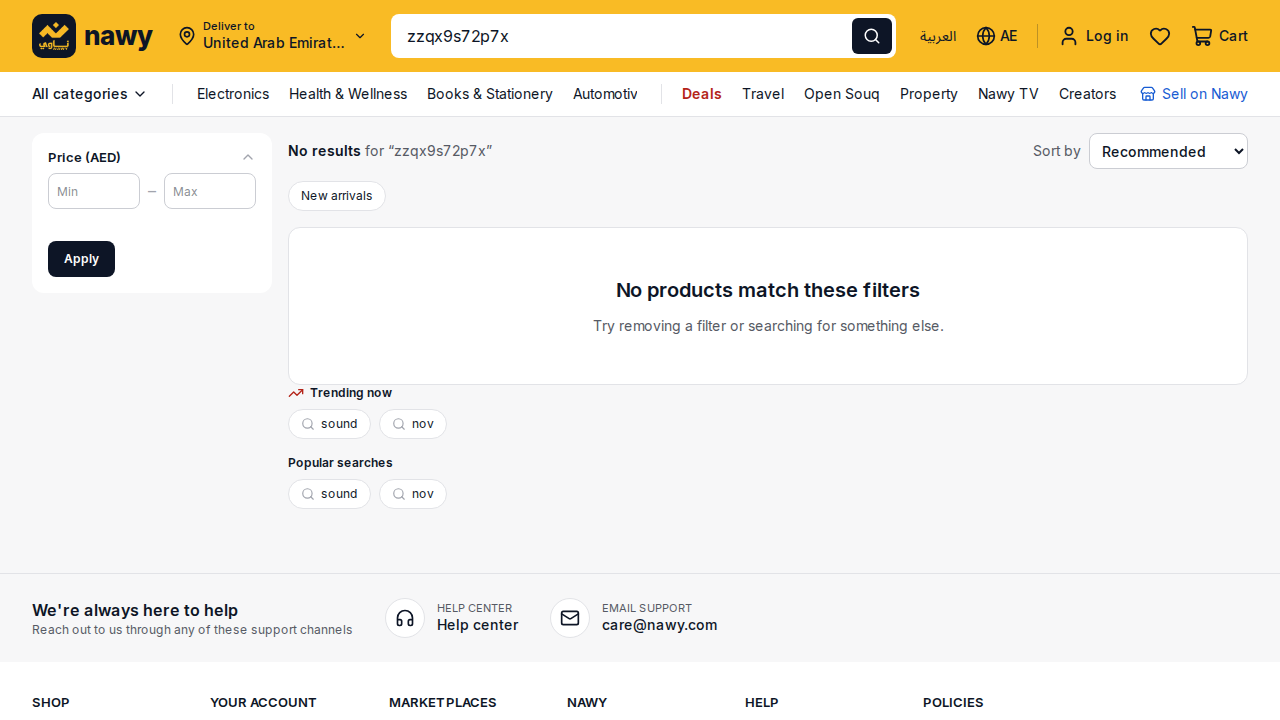 ناوي
NAWY
nawy
Deliver to
United Arab Emirat...
zzqx9s72p7x
العربية
AE
Log in
Cart
All categories
Electronics
Health & Wellness
Books & Stationery
Automotiv
Deals
Travel
Open Souq
Property
Nawy TV
Creators
Sell on Nawy
Price (AED)
Min
–
Max
Apply
No results for “zzqx9s72p7x”
Sort by
Recommended
New arrivals
No products match these filters
Try removing a filter or searching for something else.
Trending now
sound
nov
Popular searches
sound
nov
We're always here to help
Reach out to us through any of these support channels
HELP CENTER
Help center
EMAIL SUPPORT
care@nawy.com
SHOP
YOUR ACCOUNT
MARKETPLACES
NAWY
HELP
POLICIES